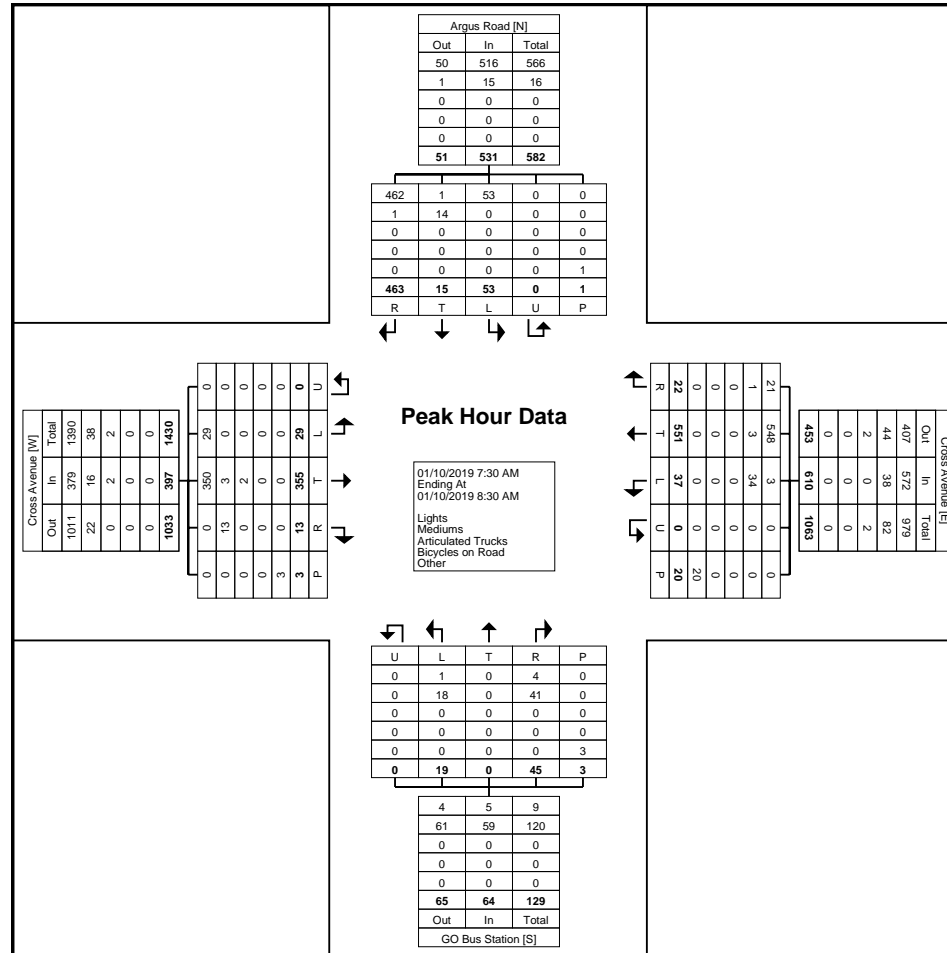 Argus Road [N]
Out In Total
50 516 566
1 15 16
0 0 0
0 0 0
0 0 0
51 531 582
462 1 53 0 0
1 14 0 0 0
0 0 0 0 0
0 0 0 0 0
0 0 0 0 1
463 15 53 0 1
R T L U P
Cross Avenue [W]
Total 1390 38 2 0 0 1430
In 379 16 2 0 0 397
Out 1011 22 0 0 0 1033
0 0 0 0 0 0 U
29 0 0 0 0 29 L
350 3 2 0 0 355 T
0 13 0 0 0 13 R
0 0 0 0 3 3 P
Peak Hour Data
01/10/2019 7:30 AM
Ending At
01/10/2019 8:30 AM
Lights
Mediums
Articulated Trucks
Bicycles on Road
Other
R 22 0 0 0 1 21
T 551 0 0 0 3 548
L 37 0 0 0 34 3
U 0 0 0 0 0 0
P 20 20 0 0 0 0
453 0 0 2 44 407 Out
610 0 0 0 38 572 In
1063 0 0 2 82 979 Total
Cross Avenue [E]
U L T R P
0 1 0 4 0
0 18 0 41 0
0 0 0 0 0
0 0 0 0 0
0 0 0 0 3
0 19 0 45 3
4 5 9
61 59 120
0 0 0
0 0 0
0 0 0
65 64 129
Out In Total
GO Bus Station [S]